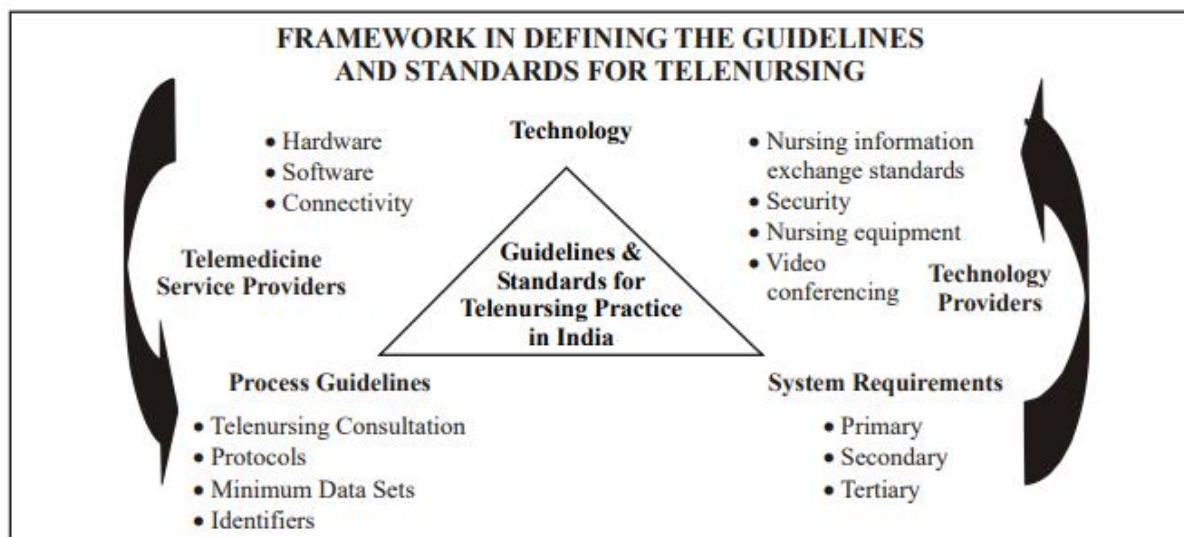 FRAMEWORK IN DEFINING THE GUIDELINES
AND STANDARDS FOR TELENURSING
Technology
• Hardware
• Software
• Connectivity
• Nursing information
exchange standards
• Security
• Nursing equipment
• Video
conferencing
Telemedicine
Service Providers
Guidelines &
Standards for
Telenursing Practice
in India
Technology
Providers
Process Guidelines
• Telenursing Consultation
• Protocols
• Minimum Data Sets
• Identifiers
System Requirements
• Primary
• Secondary
• Tertiary